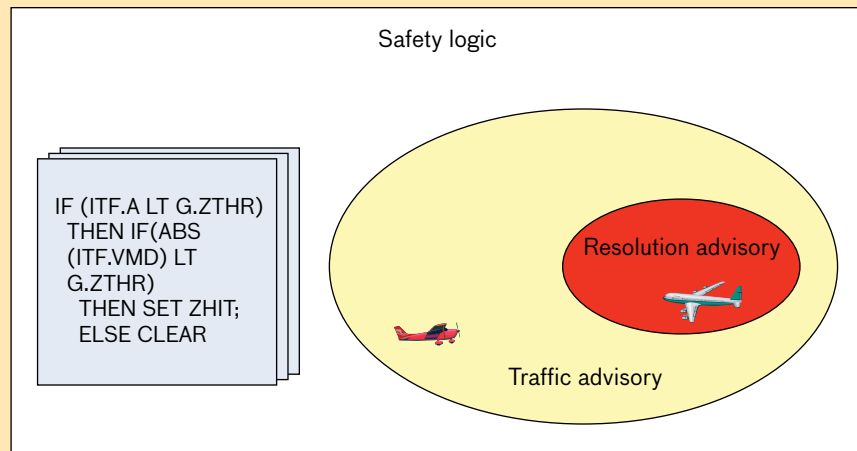 Safety logic
IF (ITF.A LT G.ZTHR)
THEN IF(ABS
(ITF.VMD) LT
G.ZTHR)
THEN SET ZHIT;
ELSE CLEAR
Resolution advisory
Traffic advisory